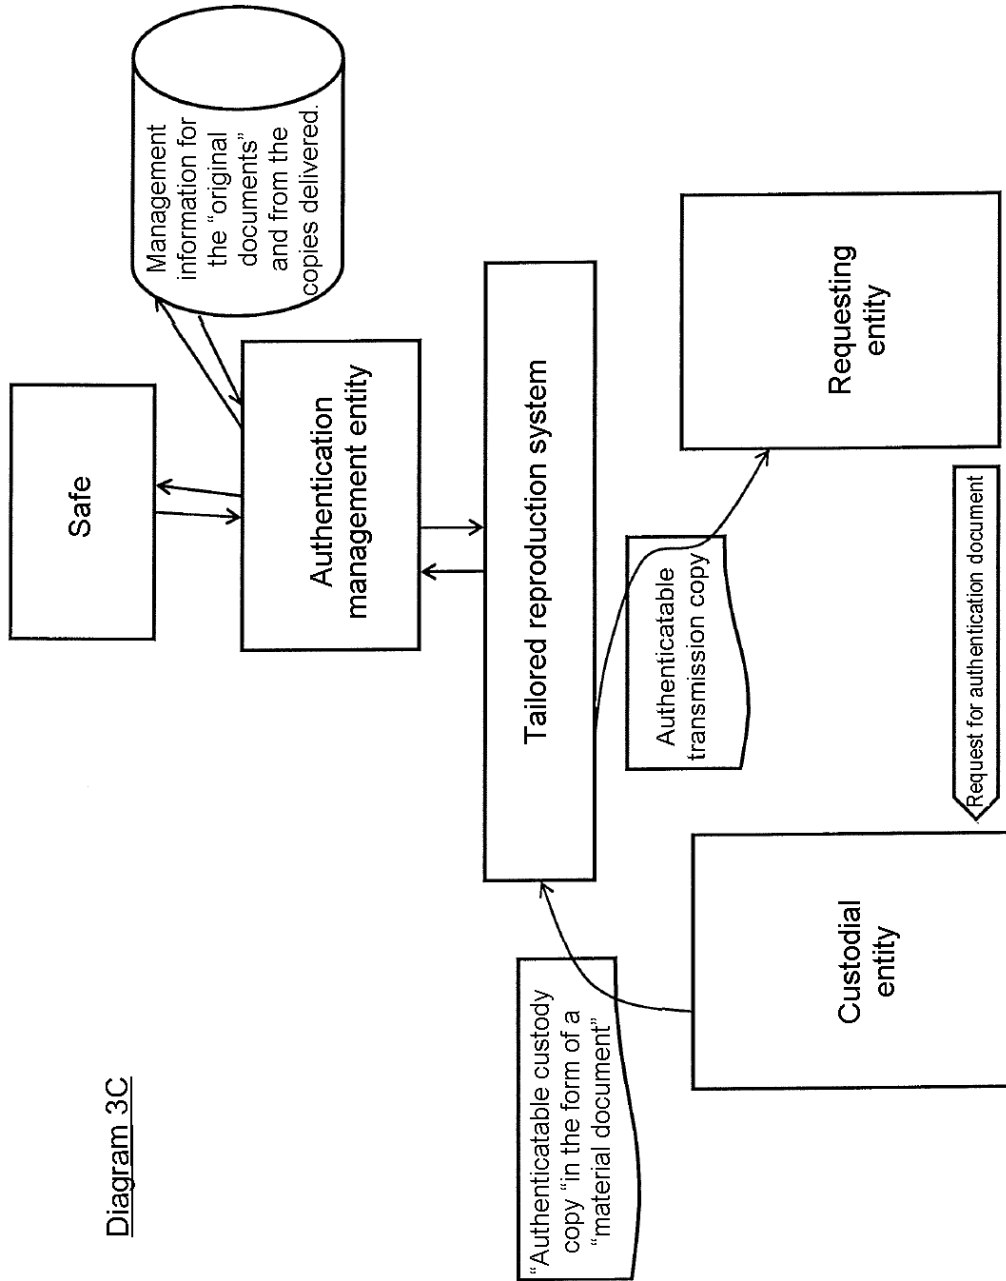 Diagram 3C
Safe
Management
information for
the “original
documents”
and from the
copies delivered.
Authentication
management entity
Tailored reproduction system
“Authenticatable custody
copy “in the form of a
“material document”
Authenticatable
transmission copy
Custodial
entity
Request for authentication document
Requesting
entity